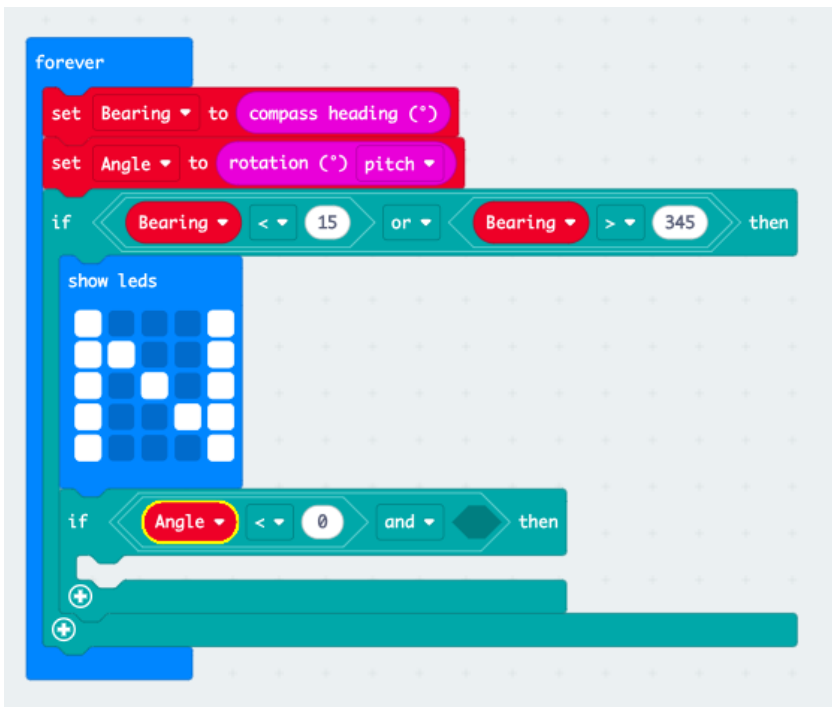 forever
set Bearing to compass heading (°)
set Angle to rotation (°) pitch
if Bearing < 15 or Bearing > 345 then
show leds
if Angle < 0 and then